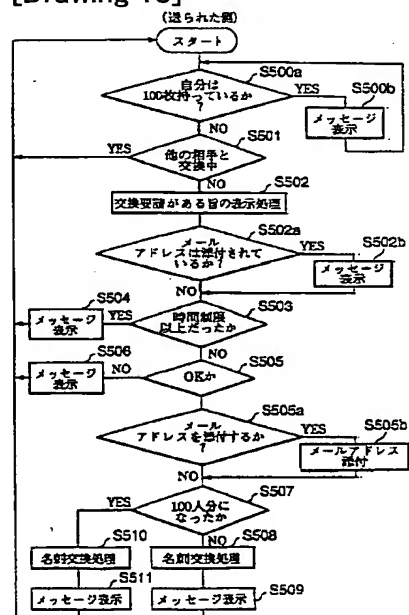 [Drawing 10]
(送られた側)
スタート
S500a
自分は
100枚持っているか
?
YES
S500b
メッセージ
表示
NO
S501
他の相手と
交換中
YES
NO
S502
交換要請がある旨の表示処理
S502a
メール
アドレスは添付されて
いるか?
YES
S502b
メッセージ
表示
NO
S503
時間制限
以上だったか
YES
S504
メッセージ
表示
NO
S505
OKか
NO
S506
メッセージ
表示
S505a
メール
アドレスを添付するか
?
YES
S505b
メールアドレス
添付
NO
S507
100人分に
なったか
YES
S510
名前交換処理
S511
メッセージ表示
NO
S508
名前交換処理
S509
メッセージ表示